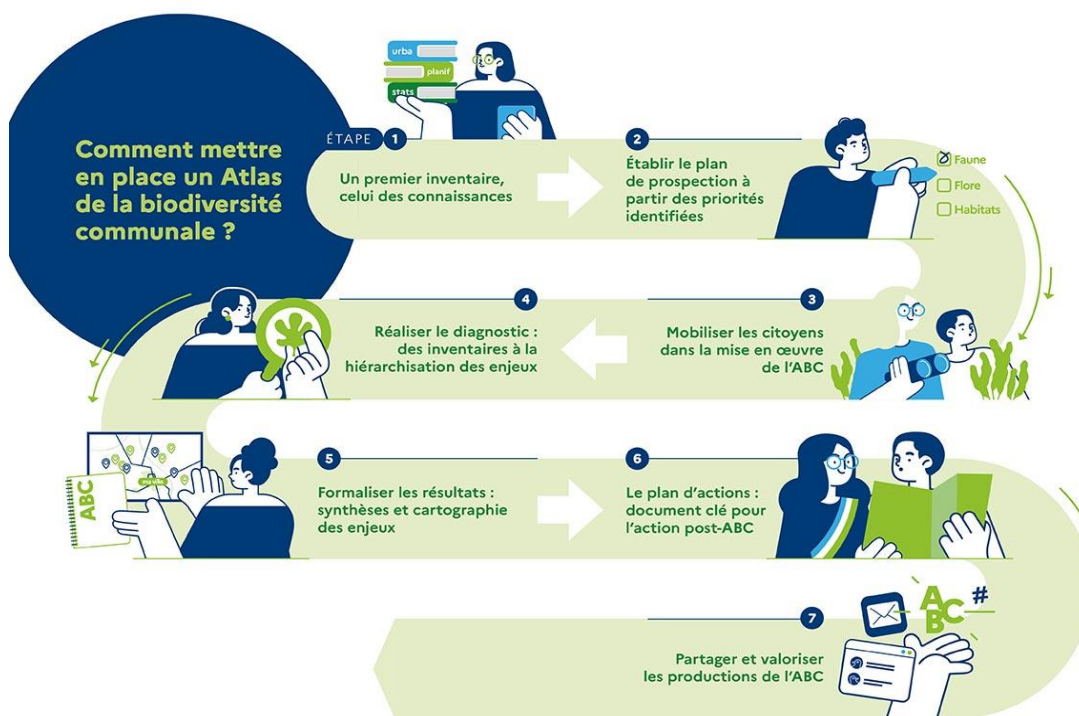 Comment mettre
en place un Atlas
de la biodiversité
communale ?
urba
planif
stats
ÉTAPE 1
Un premier inventaire,
celui des connaissances
2
Établir le plan
de prospection à
partir des priorités
identifiées
Faune
Flore
Habitats
3
Mobiliser les citoyens
dans la mise en œuvre
de l'ABC
4
Réaliser le diagnostic :
des inventaires à la
hiérarchisation des enjeux
ABC
ma ville
5
Formaliser les résultats :
synthèses et cartographie
des enjeux
6
Le plan d'actions :
document clé pour
l'action post-ABC
7
Partager et valoriser
les productions de l'ABC
ABC #